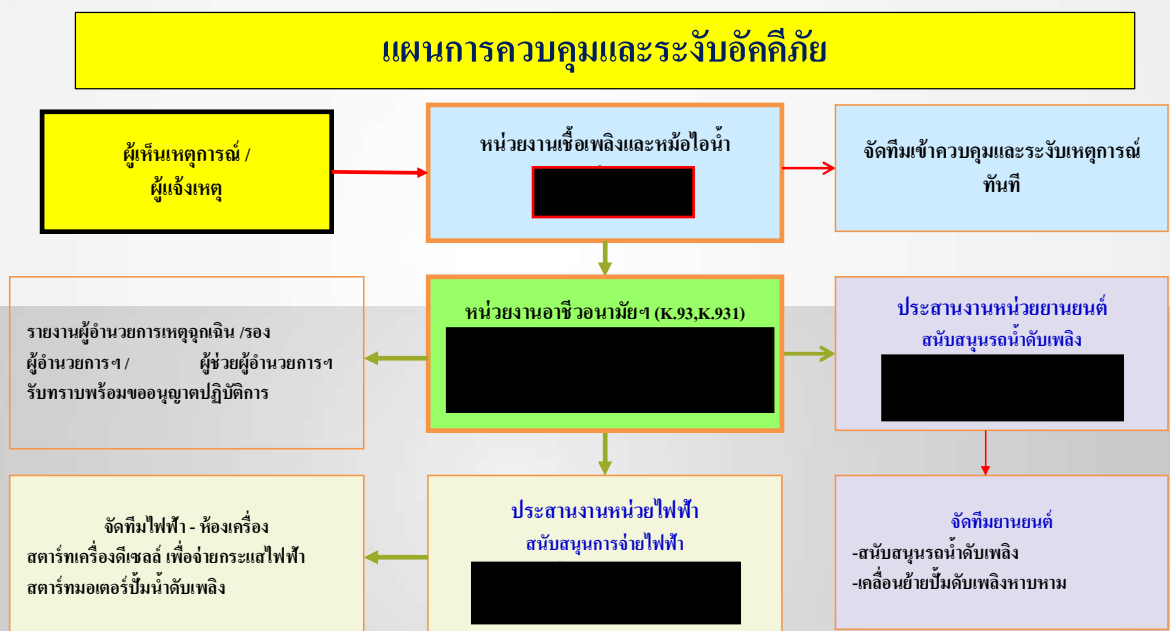 แผนการควบคุมและระงับอัคคีภัย
ผู้เห็นเหตุการณ์ /
ผู้แจ้งเหตุ
หน่วยงานเชื้อเพลิงและหม้อไอน้ำ
จัดทีมเข้าควบคุมและระงับเหตุการณ์
ทันที
รายงานผู้อำนวยการเหตุฉุกเฉิน /รอง
ผู้อำนวยการฯ / ผู้ช่วยผู้อำนวยการฯ
รับทราบพร้อมขออนุญาตปฏิบัติการ
หน่วยงานอาชีวอนามัยฯ (K.93,K.931)
ประสานงานหน่วยยานยนต์
สนับสนุนรถน้ำดับเพลิง
จัดทีมไฟฟ้า - ห้องเครื่อง
สตาร์ทเครื่องดีเซลล์ เพื่อจ่ายกระแสไฟฟ้า
สตาร์ทมอเตอร์ปั้มน้ำดับเพลิง
ประสานงานหน่วยไฟฟ้า
สนับสนุนการจ่ายไฟฟ้า
จัดทีมยานยนต์
-สนับสนุนรถน้ำดับเพลิง
-เคลื่อนย้ายปั้มดับเพลิงหาบหาม